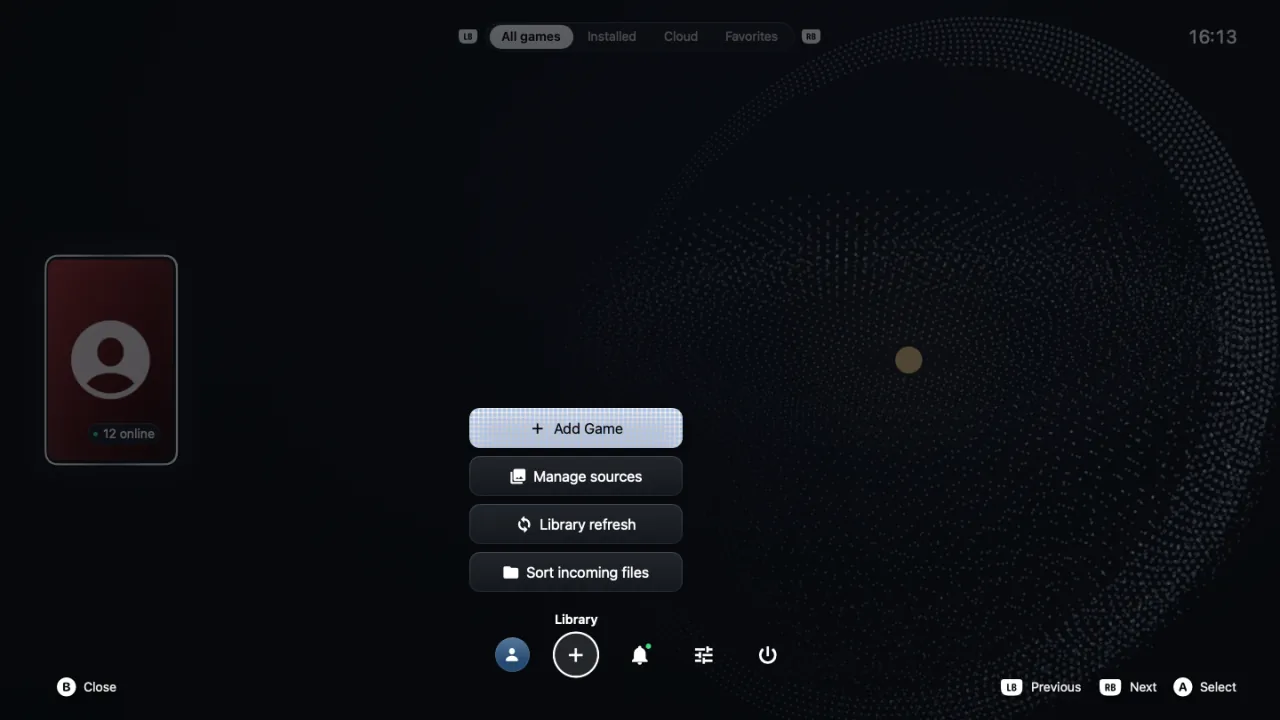 LB All games Installed Cloud Favorites RB
16:13
12 online
Add Game
Manage sources
Library refresh
Sort incoming files
Library
B Close
LB Previous RB Next A Select